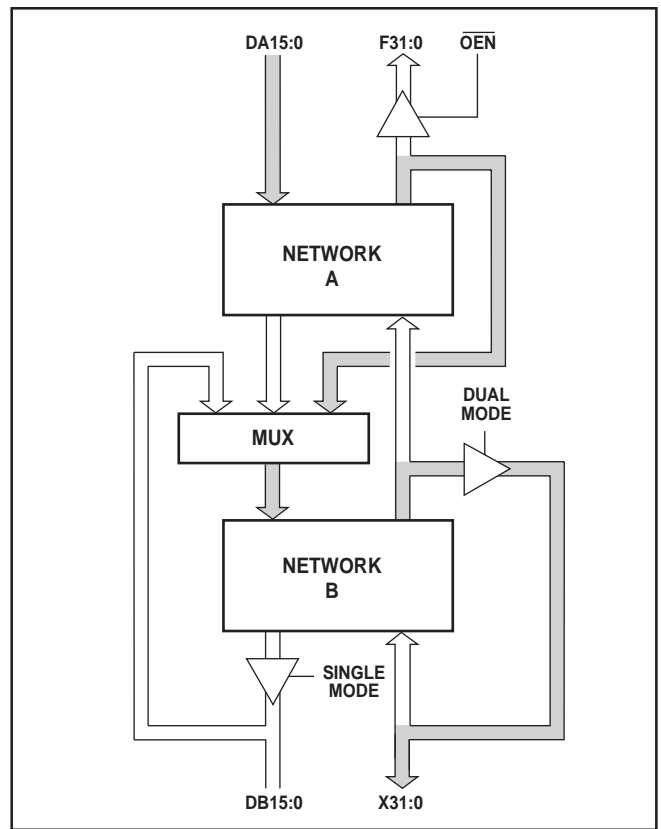 DA15:0
F31:0
OEN
NETWORK
A
DUAL
MODE
MUX
NETWORK
B
SINGLE
MODE
DB15:0
X31:0